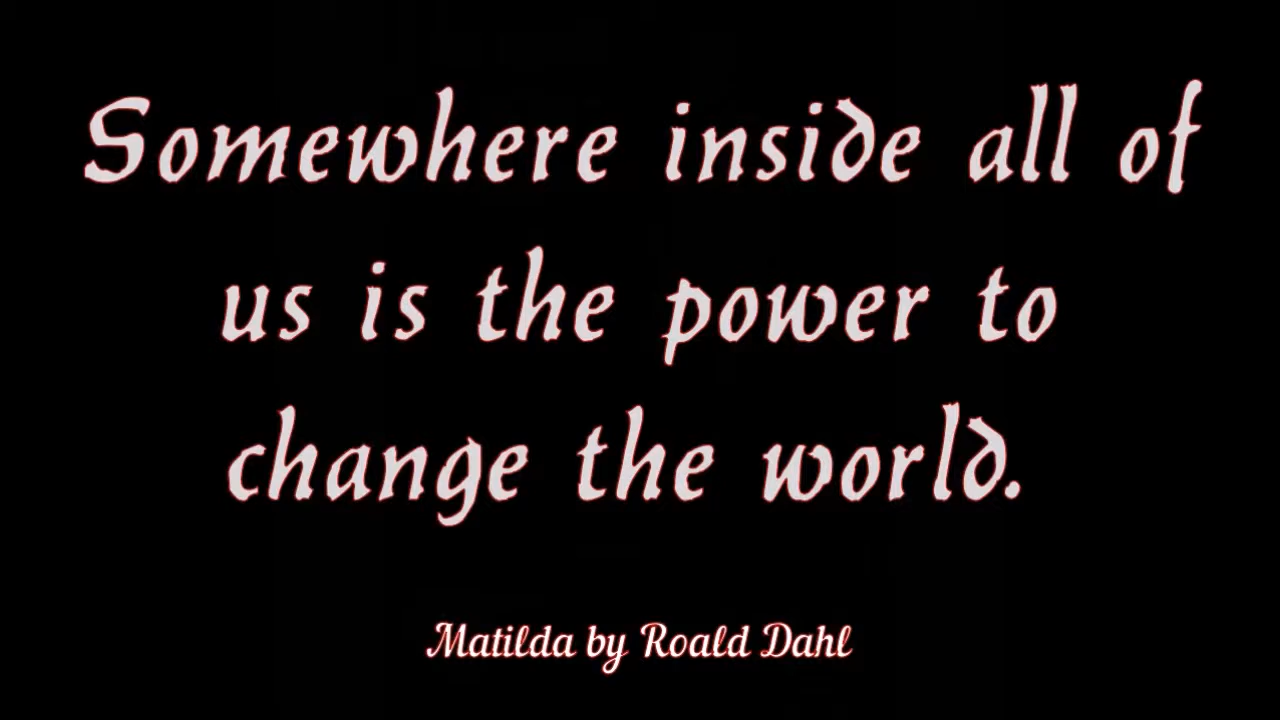 Somewhere inside all of
us is the power to
change the world.
Matilda by Roald Dahl